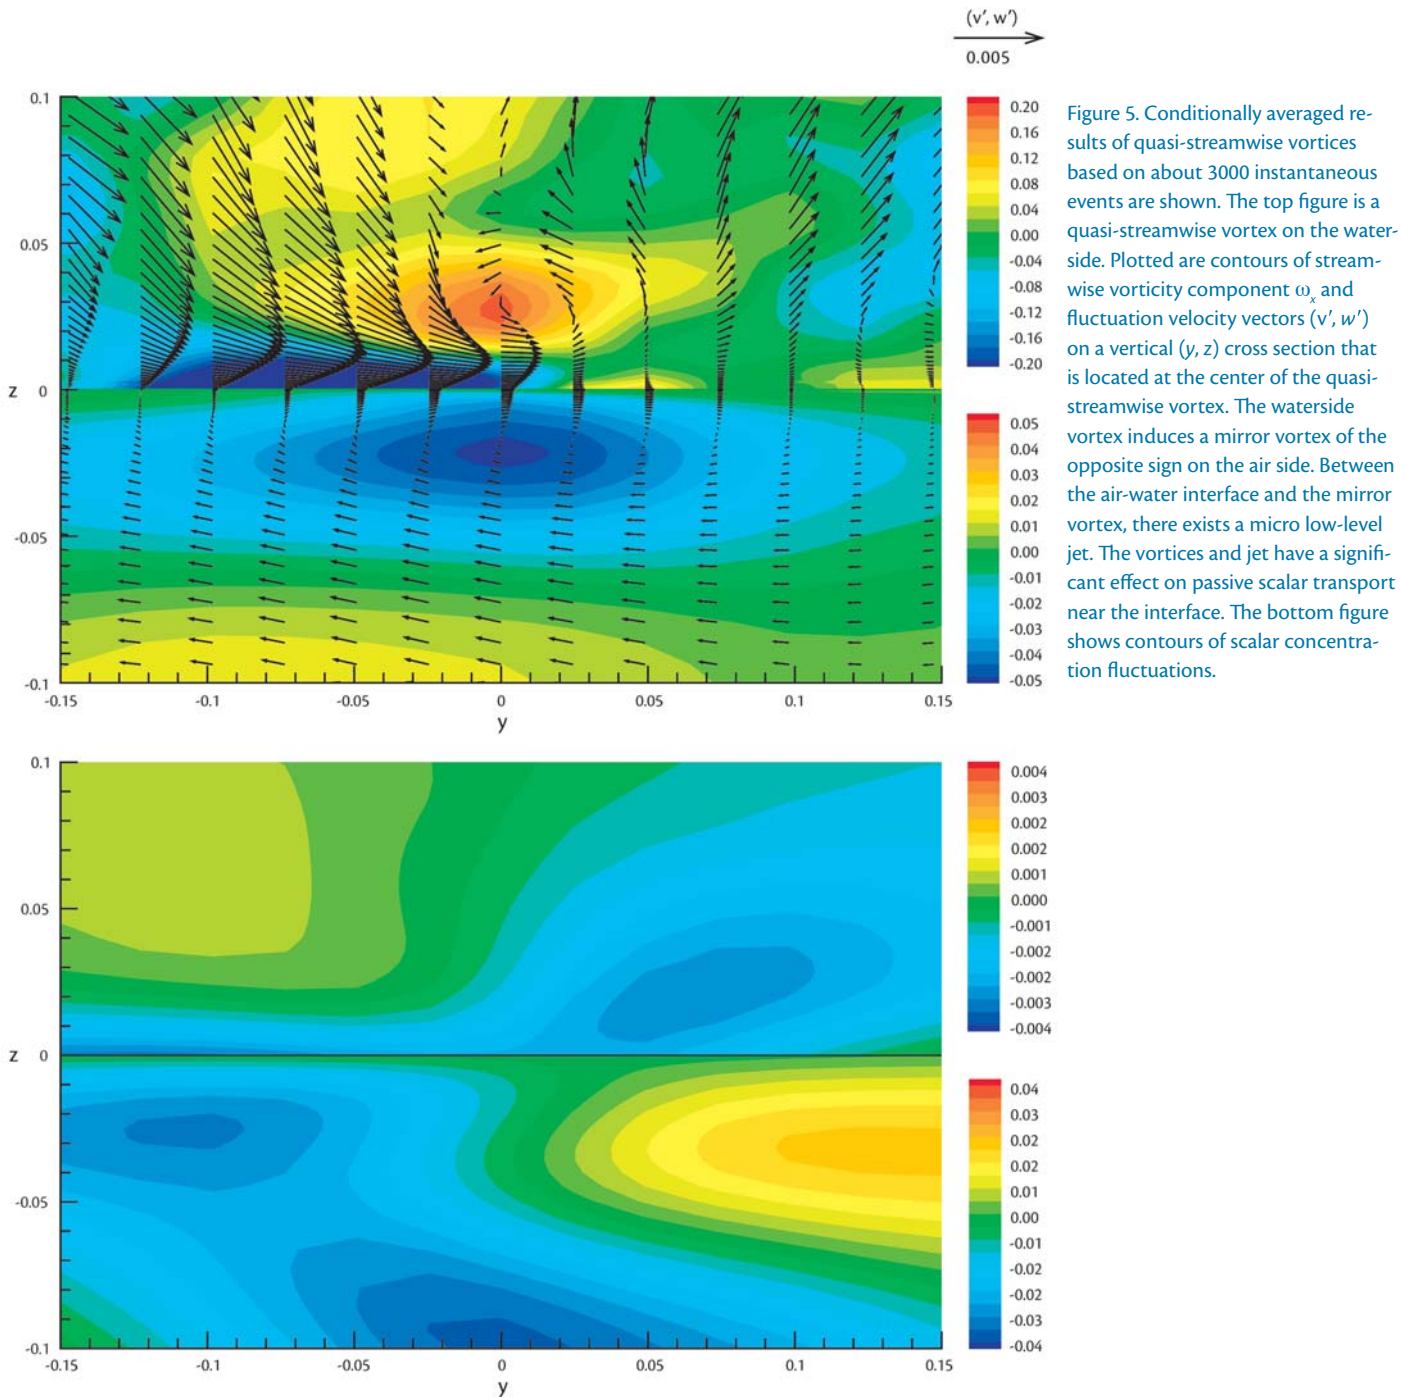 (v', w')
0.005
0.1
0.05
z 0
-0.05
-0.1
-0.15 -0.1 -0.05 0 0.05 0.1 0.15
y
0.20
0.16
0.12
0.08
0.04
0.00
-0.04
-0.08
-0.12
-0.16
-0.20
0.05
0.04
0.03
0.02
0.01
0.00
-0.01
-0.02
-0.03
-0.04
-0.05
Figure 5. Conditionally averaged re-
sults of quasi-streamwise vortices
based on about 3000 instantaneous
events are shown. The top figure is a
quasi-streamwise vortex on the water-
side. Plotted are contours of stream-
wise vorticity component ωx and
fluctuation velocity vectors (v', w')
on a vertical (y, z) cross section that
is located at the center of the quasi-
streamwise vortex. The waterside
vortex induces a mirror vortex of the
opposite sign on the air side. Between
the air-water interface and the mirror
vortex, there exists a micro low-level
jet. The vortices and jet have a signifi-
cant effect on passive scalar transport
near the interface. The bottom figure
shows contours of scalar concentra-
tion fluctuations.
0.1
0.05
z 0
-0.05
-0.1
-0.15 -0.1 -0.05 0 0.05 0.1 0.15
y
0.004
0.003
0.002
0.002
0.001
0.000
-0.001
-0.002
-0.002
-0.003
-0.004
0.04
0.03
0.02
0.02
0.01
0.00
-0.01
-0.02
-0.02
-0.03
-0.04